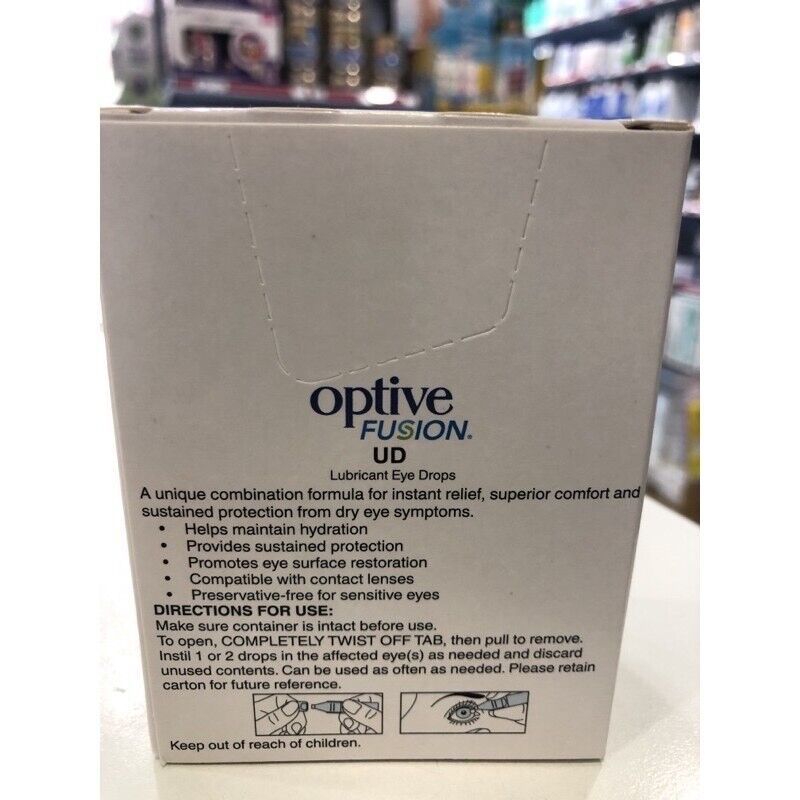 optive
FUSION®
UD
Lubricant Eye Drops
A unique combination formula for instant relief, superior comfort and
sustained protection from dry eye symptoms.
• Helps maintain hydration
• Provides sustained protection
• Promotes eye surface restoration
• Compatible with contact lenses
• Preservative-free for sensitive eyes
DIRECTIONS FOR USE:
Make sure container is intact before use.
To open, COMPLETELY TWIST OFF TAB, then pull to remove.
Instil 1 or 2 drops in the affected eye(s) as needed and discard
unused contents. Can be used as often as needed. Please retain
carton for future reference.
Keep out of reach of children.